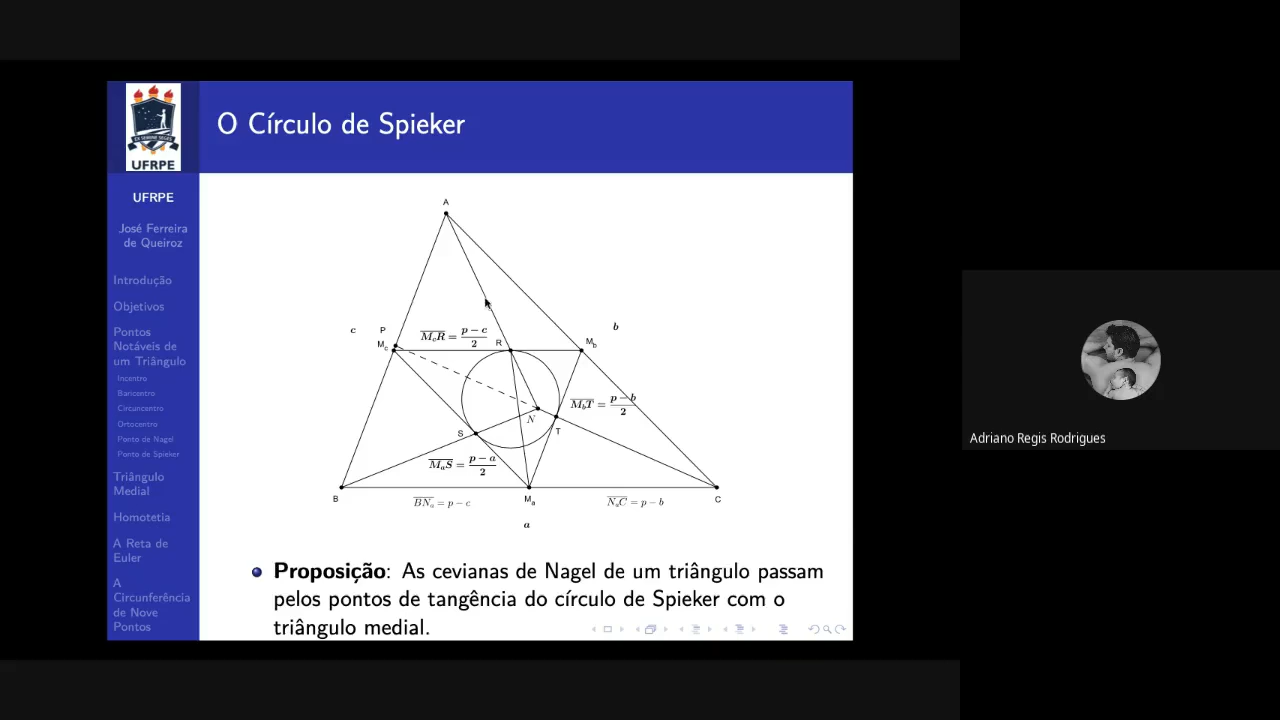 O Círculo de Spieker
EX SEMINE SEGES
UFRPE
UFRPE
José Ferreira
de Queiroz
Introdução
Objetivos
Pontos
Notáveis de
um Triângulo
Incentro
Baricentro
Circuncentro
Ortocentro
Ponto de Nagel
Ponto de Spieker
Triângulo
Medial
Homotetia
A Reta de
Euler
A
Circunferência
de Nove
Pontos
A
c
P
b
M_c
M_cR = p − c / 2
R
M_b
M_bT = p − b / 2
N
S
T
M_aS = p − a / 2
B
BN_a = p − c
M_a
N_aC = p − b
C
a
Proposição: As cevianas de Nagel de um triângulo passam
pelos pontos de tangência do círculo de Spieker com o
triângulo medial.
Adriano Regis Rodrigues